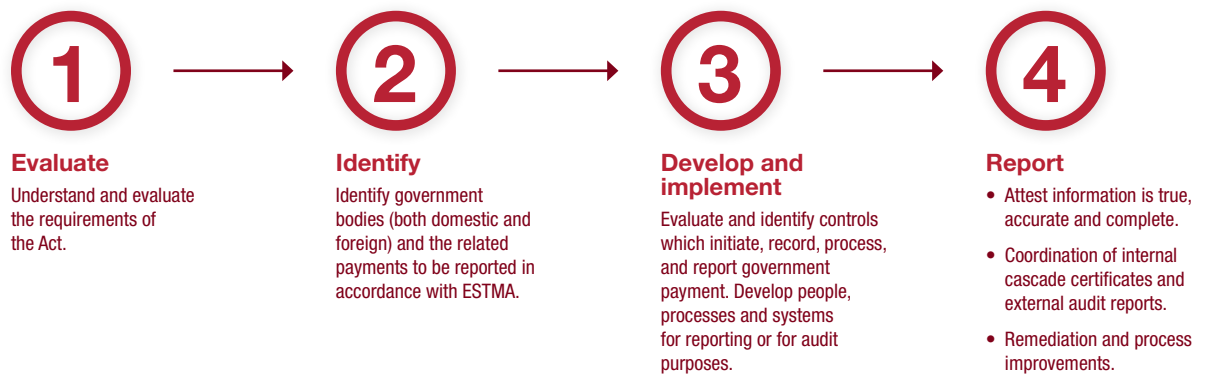 1
Evaluate
Understand and evaluate
the requirements of
the Act.
2
Identify
Identify government
bodies (both domestic and
foreign) and the related
payments to be reported in
accordance with ESTMA.
3
Develop and
implement
Evaluate and identify controls
which initiate, record, process,
and report government
payment. Develop people,
processes and systems
for reporting or for audit
purposes.
4
Report
• Attest information is true,
accurate and complete.
• Coordination of internal
cascade certificates and
external audit reports.
• Remediation and process
improvements.